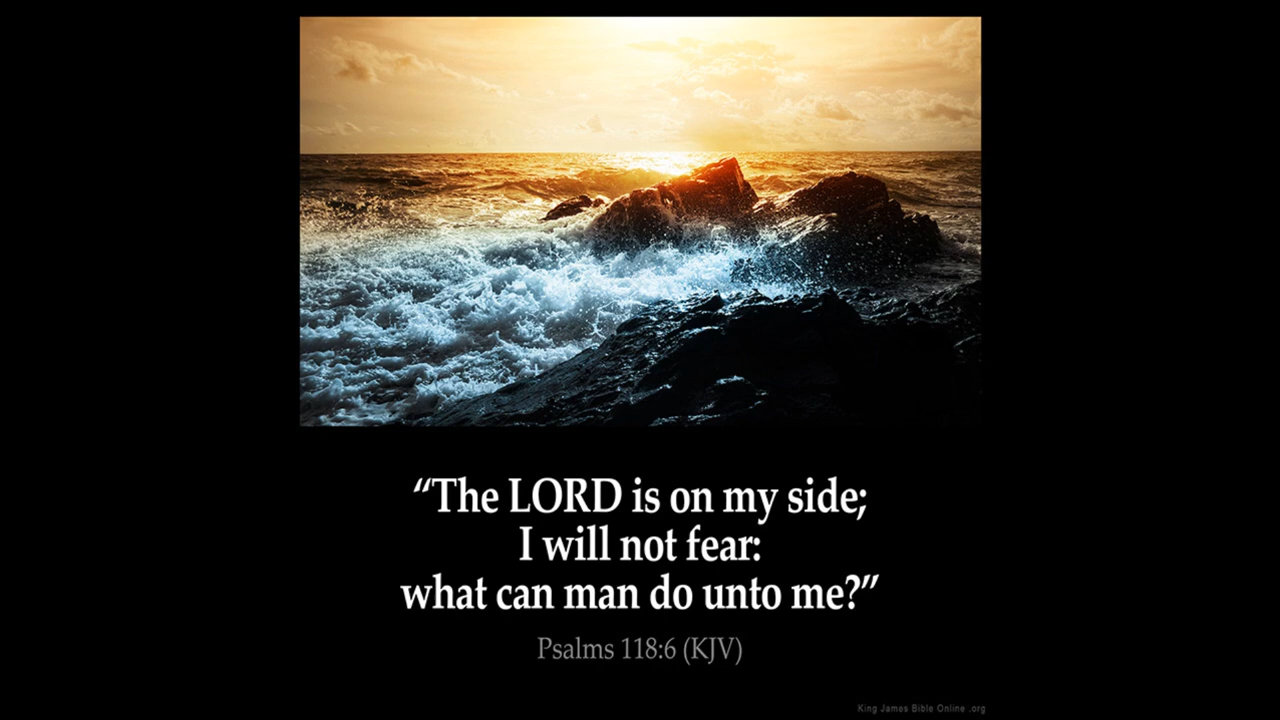 “The LORD is on my side;
I will not fear:
what can man do unto me?”
Psalms 118:6 (KJV)
King James Bible Online .org